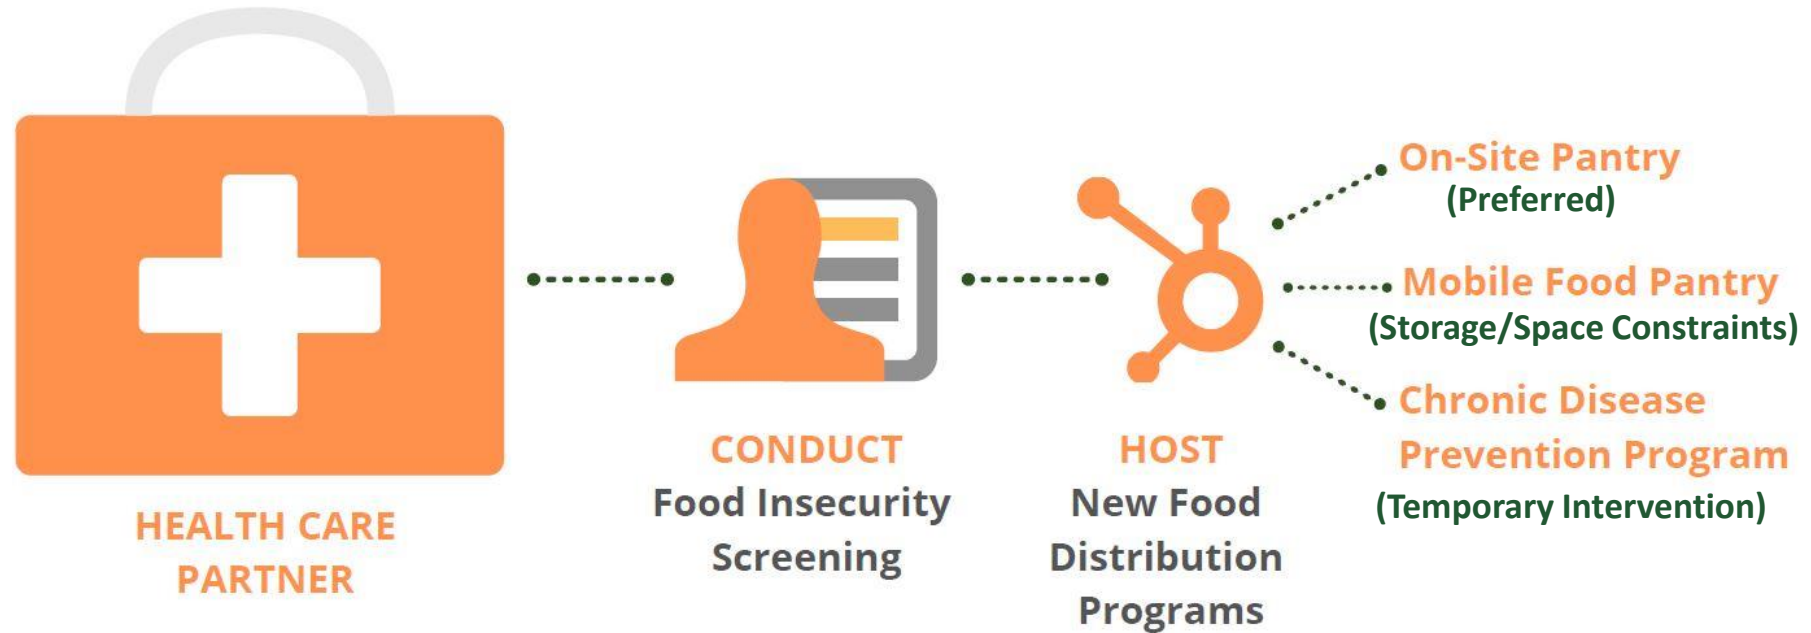 HEALTH CARE
PARTNER
CONDUCT
Food Insecurity
Screening
HOST
New Food
Distribution
Programs
On-Site Pantry
(Preferred)
Mobile Food Pantry
(Storage/Space Constraints)
Chronic Disease
Prevention Program
(Temporary Intervention)